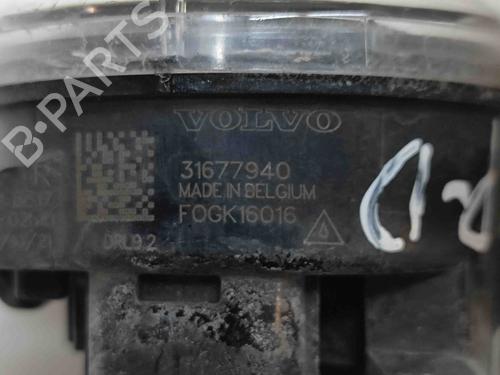 B-PARTS
VOLVO
31677940
MADE IN BELGIUM
FOGK16016
DRL9.2